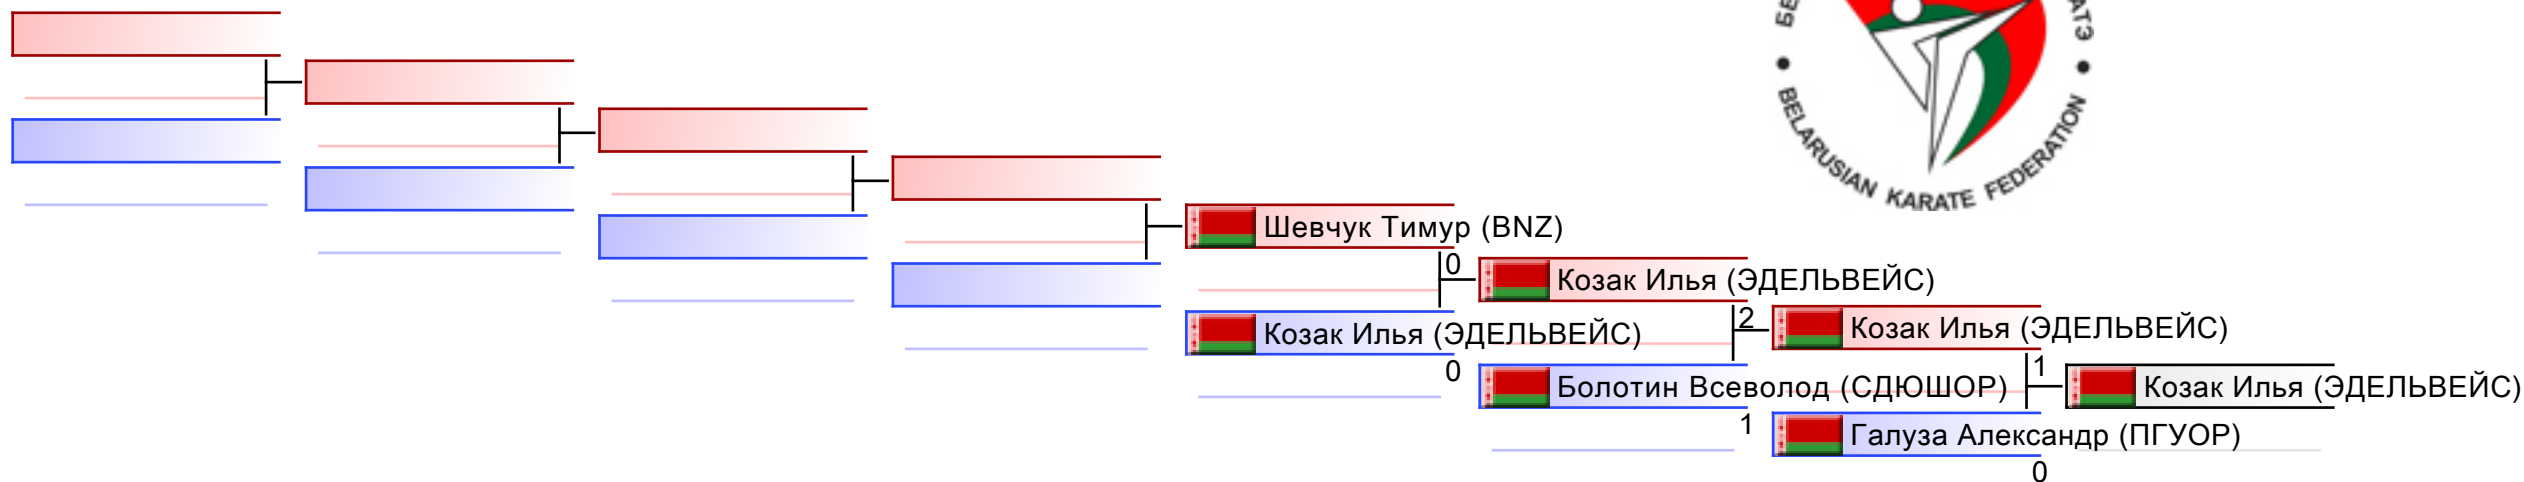 BELARUSIAN KARATE FEDERATION
Шевчук Тимур (BNZ)
0
Козак Илья (ЭДЕЛЬВЕЙС)
Козак Илья (ЭДЕЛЬВЕЙС)
0
2
Козак Илья (ЭДЕЛЬВЕЙС)
Болотин Всеволод (СДЮШОР)
1
1
Козак Илья (ЭДЕЛЬВЕЙС)
Галуза Александр (ПГУОР)
0